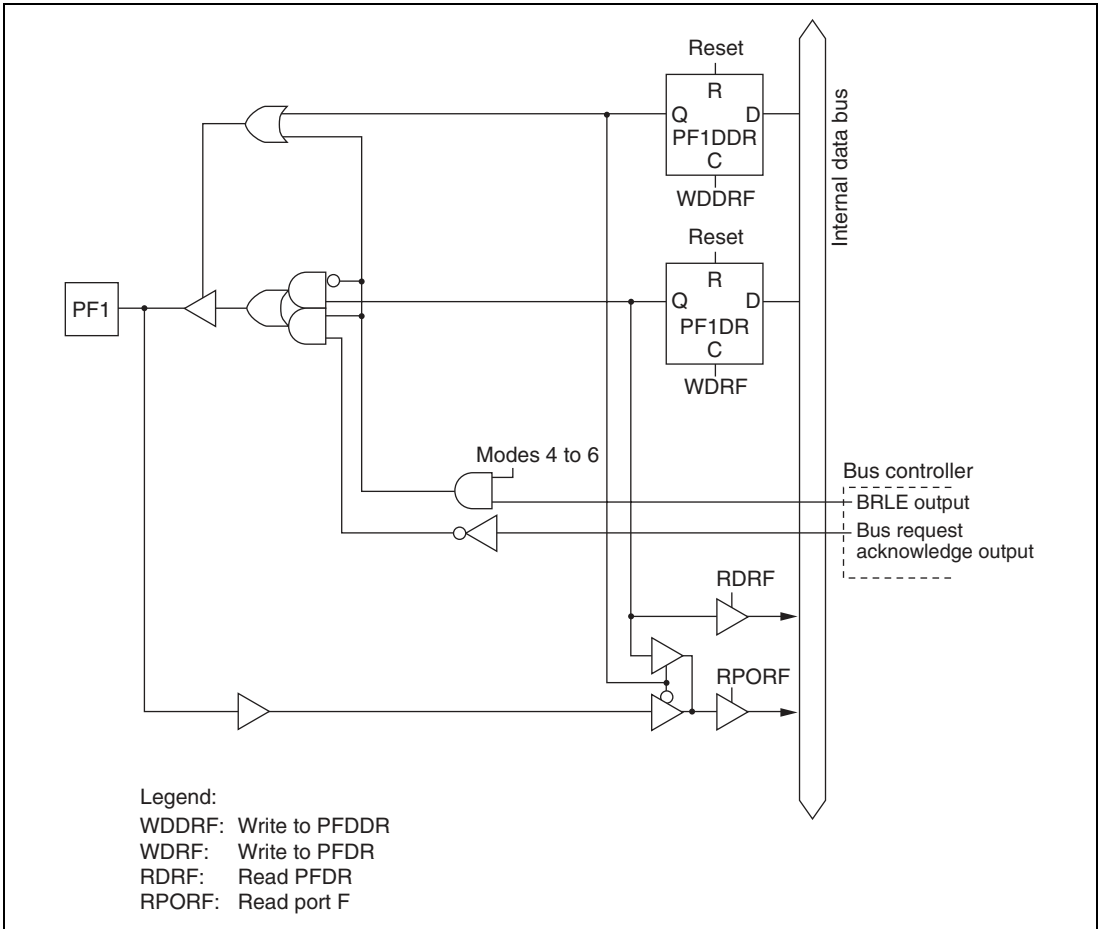 Reset
R
Q D
PF1DDR
C
WDDRF
Internal data bus
Reset
R
Q D
PF1DR
C
WDRF
PF1
Modes 4 to 6
Bus controller
BRLE output
Bus request
acknowledge output
RDRF
RPORF
Legend:
WDDRF: Write to PFDDR
WDRF: Write to PFDR
RDRF: Read PFDR
RPORF: Read port F